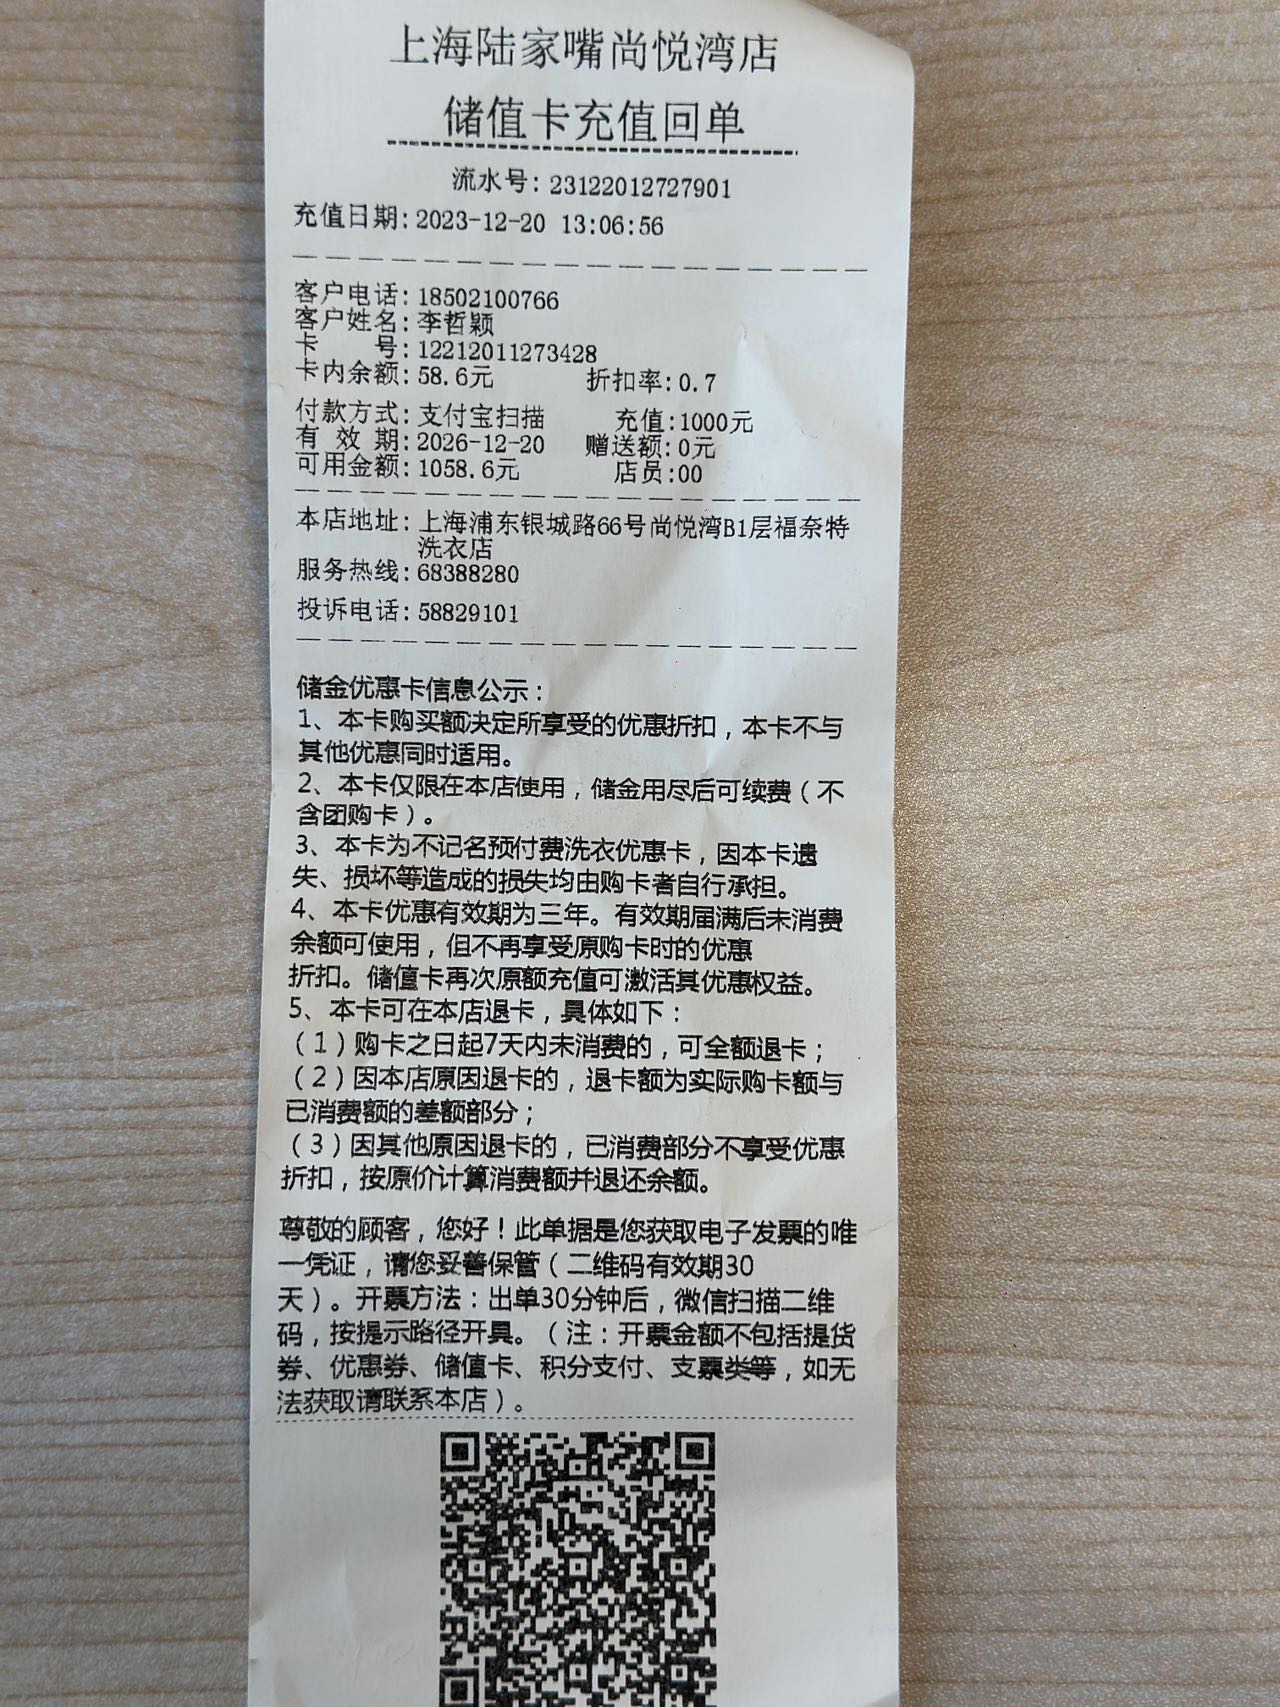 上海陆家嘴尚悦湾店
储值卡充值回单
流水号:23122012727901
充值日期:2023-12-20 13:06:56
客户电话:18502100766
客户姓名:李哲颖
卡 号:12212011273428
卡内余额:58.6元 折扣率:0.7
付款方式:支付宝扫描 充值:1000元
有 效 期:2026-12-20 赠送额:0元
可用金额:1058.6元 店员:00
本店地址:上海浦东银城路66号尚悦湾B1层福奈特
洗衣店
服务热线:68388280
投诉电话:58829101
储金优惠卡信息公示：
1、本卡购买额决定所享受的优惠折扣，本卡不与
其他优惠同时适用。
2、本卡仅限在本店使用，储金用尽后可续费（不
含团购卡）。
3、本卡为不记名预付费洗衣优惠卡，因本卡遗
失、损坏等造成的损失均由购卡者自行承担。
4、本卡优惠有效期为三年。有效期届满后未消费
余额可使用，但不再享受原购卡时的优惠
折扣。储值卡再次原额充值可激活其优惠权益。
5、本卡可在本店退卡，具体如下：
（1）购卡之日起7天内未消费的，可全额退卡；
（2）因本店原因退卡的，退卡额为实际购卡额与
已消费额的差额部分；
（3）因其他原因退卡的，已消费部分不享受优惠
折扣，按原价计算消费额并退还余额。
尊敬的顾客，您好！此单据是您获取电子发票的唯
一凭证，请您妥善保管（二维码有效期30
天）。开票方法：出单30分钟后，微信扫描二维
码，按提示路径开具。（注：开票金额不包括提货
券、优惠券、储值卡、积分支付、支票类等，如无
法获取请联系本店）。